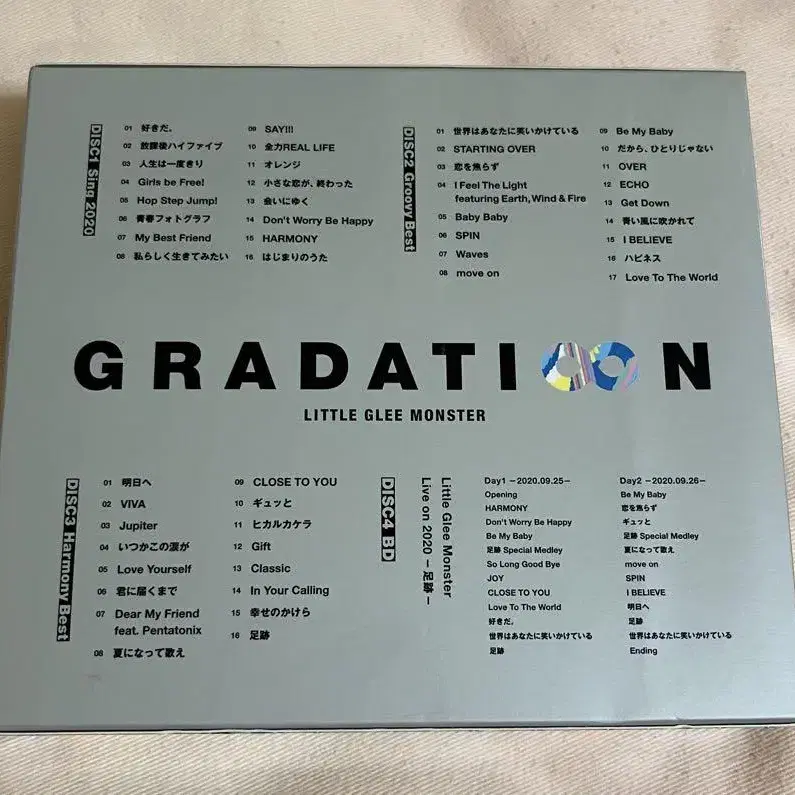 DISC1 Sing 2020
01 好きだ。
02 放課後ハイファイブ
03 人生は一度きり
04 Girls be Free!
05 Hop Step Jump!
06 青春フォトグラフ
07 My Best Friend
08 私らしく生きてみたい
09 SAY!!!
10 全力REAL LIFE
11 オレンジ
12 小さな恋が、終わった
13 会いにゆく
14 Don't Worry Be Happy
15 HARMONY
16 はじまりのうた
DISC2 Groovy Best
01 世界はあなたに笑いかけている
02 STARTING OVER
03 恋を焦らず
04 I Feel The Light
featuring Earth, Wind & Fire
05 Baby Baby
06 SPIN
07 Waves
08 move on
09 Be My Baby
10 だから、ひとりじゃない
11 OVER
12 ECHO
13 Get Down
14 青い風に吹かれて
15 I BELIEVE
16 ハピネス
17 Love To The World
GRADATIOON
LITTLE GLEE MONSTER
DISC3 Harmony Best
01 明日へ
02 VIVA
03 Jupiter
04 いつかこの涙が
05 Love Yourself
06 君に届くまで
07 Dear My Friend
feat. Pentatonix
08 夏になって歌え
09 CLOSE TO YOU
10 ギュッと
11 ヒカルカケラ
12 Gift
13 Classic
14 In Your Calling
15 幸せのかけら
16 足跡
DISC4 BD
Little Glee Monster
Live on 2020 −足跡−
Day1 −2020.09.25−
Opening
HARMONY
Don't Worry Be Happy
Be My Baby
足跡 Special Medley
So Long Good Bye
JOY
CLOSE TO YOU
Love To The World
好きだ。
世界はあなたに笑いかけている
足跡
Day2 −2020.09.26−
Be My Baby
恋を焦らず
ギュッと
足跡 Special Medley
夏になって歌え
move on
SPIN
I BELIEVE
明日へ
足跡
世界はあなたに笑いかけている
Ending